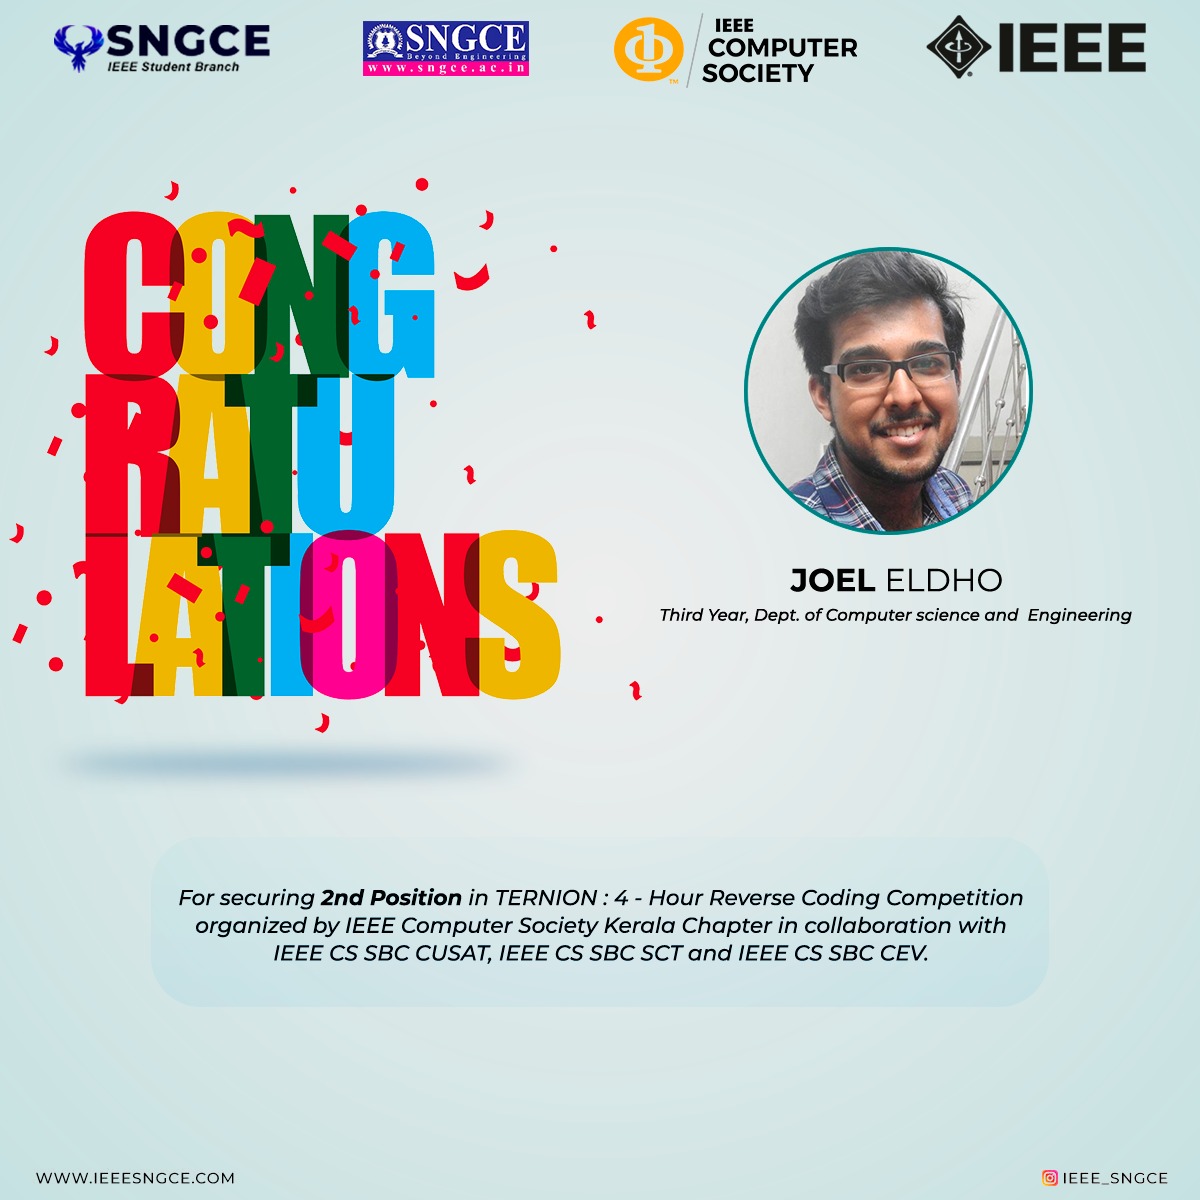 SNGCE
IEEE Student Branch
SNGCE
Beyond Engineering
www.sngce.ac.in
IEEE
COMPUTER
SOCIETY
TM
IEEE
CONG
RATU
LATIONS
JOEL ELDHO
Third Year, Dept. of Computer science and Engineering
For securing 2nd Position in TERNION : 4 - Hour Reverse Coding Competition
organized by IEEE Computer Society Kerala Chapter in collaboration with
IEEE CS SBC CUSAT, IEEE CS SBC SCT and IEEE CS SBC CEV.
WWW.IEEESNGCE.COM
IEEE_SNGCE